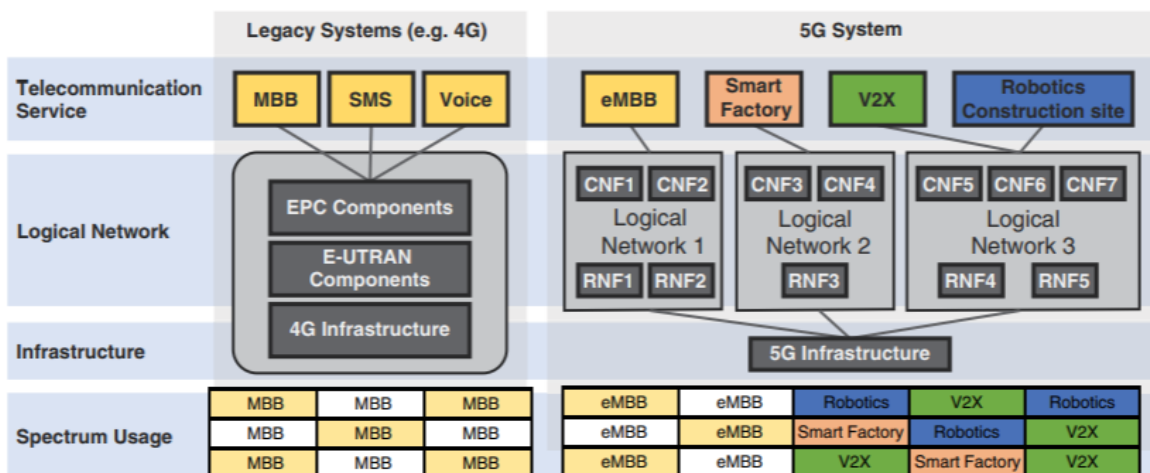 Legacy Systems (e.g. 4G)
5G System
Telecommunication
Service
MBB
SMS
Voice
eMBB
Smart
Factory
V2X
Robotics
Construction site
Logical Network
EPC Components
E-UTRAN
Components
4G Infrastructure
CNF1
CNF2
Logical
Network 1
RNF1
RNF2
CNF3
CNF4
Logical
Network 2
RNF3
CNF5
CNF6
CNF7
Logical
Network 3
RNF4
RNF5
Infrastructure
5G Infrastructure
Spectrum Usage
MBB MBB MBB
MBB MBB MBB
MBB MBB MBB
eMBB eMBB Robotics V2X Robotics
eMBB eMBB Smart Factory Robotics V2X
eMBB eMBB V2X Smart Factory V2X